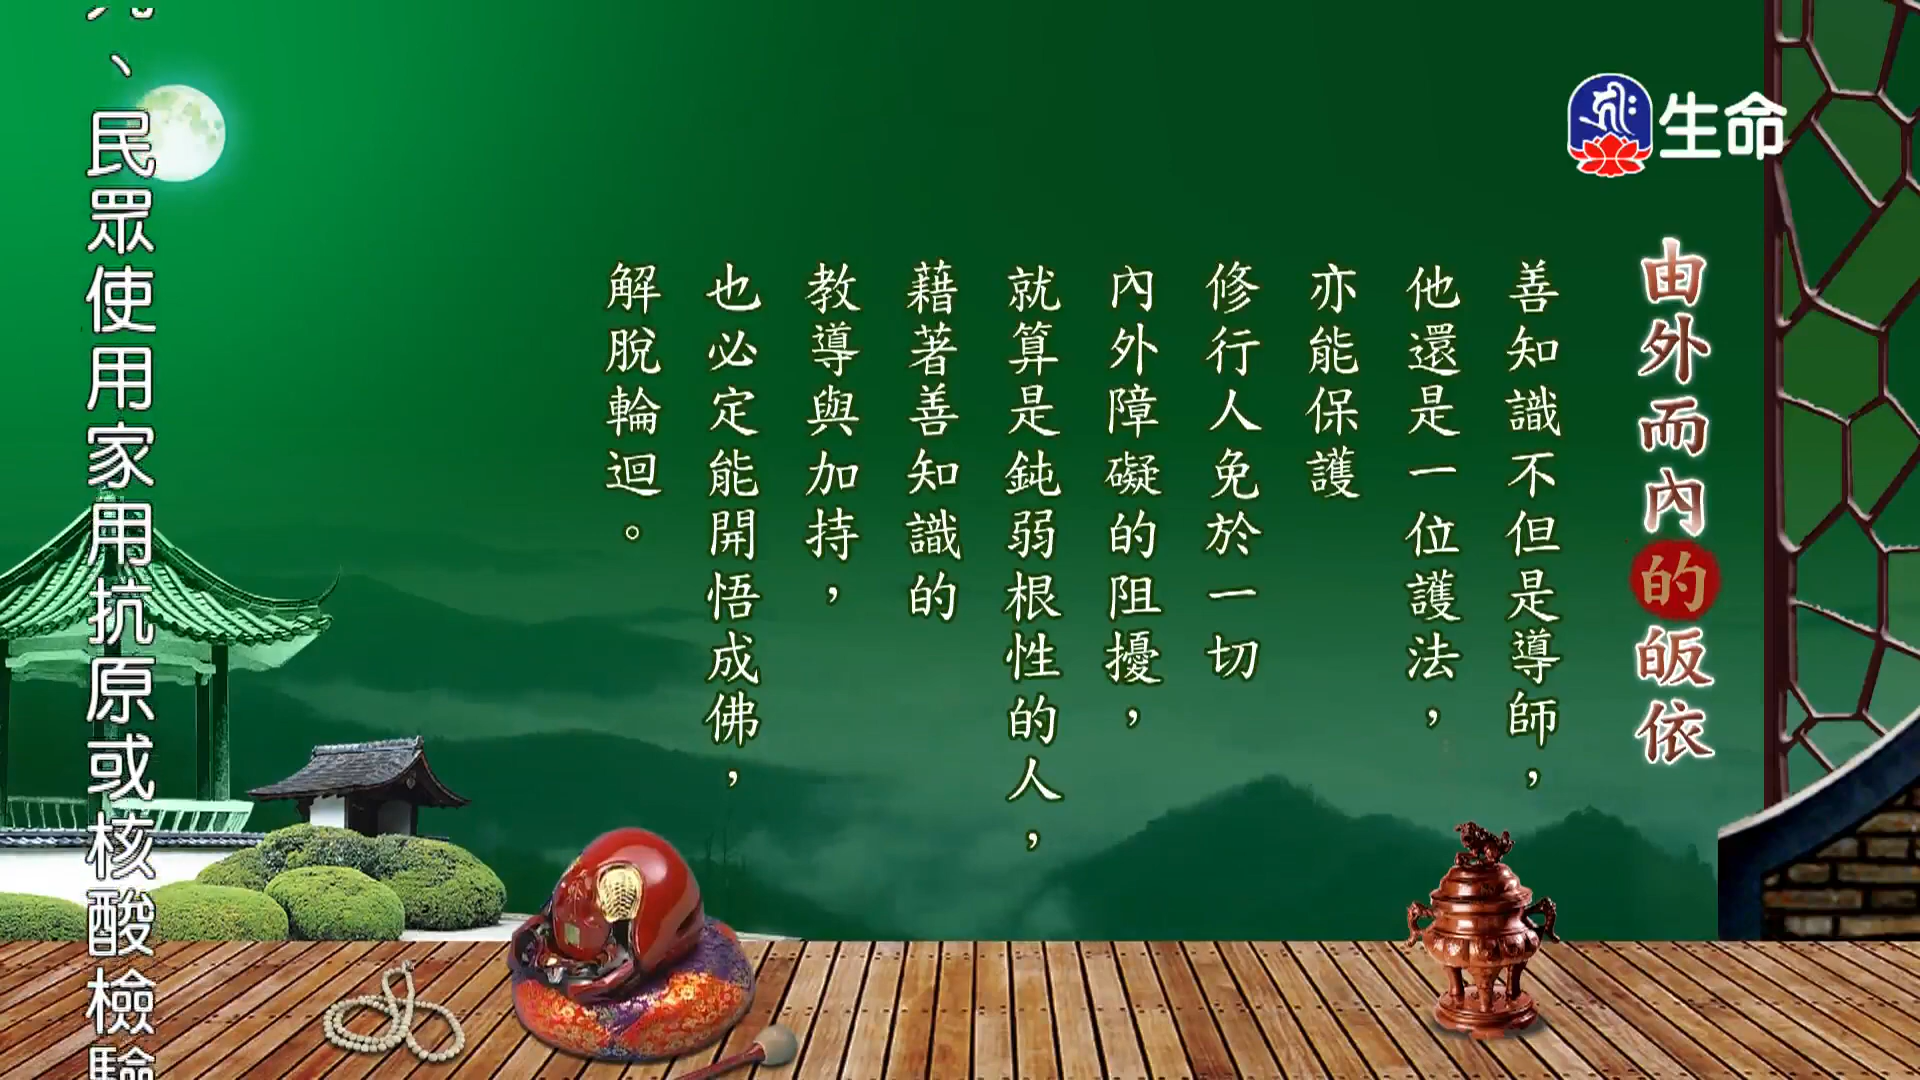 生命
由外而內的皈依
善知識不但是導師，
他還是一位護法，
亦能保護
修行人免於一切
內外障礙的阻擾，
就算是鈍弱根性的人，
藉著善知識的
教導與加持，
也必定能開悟成佛，
解脫輪迴。
、民眾使用家用抗原或核酸檢驗